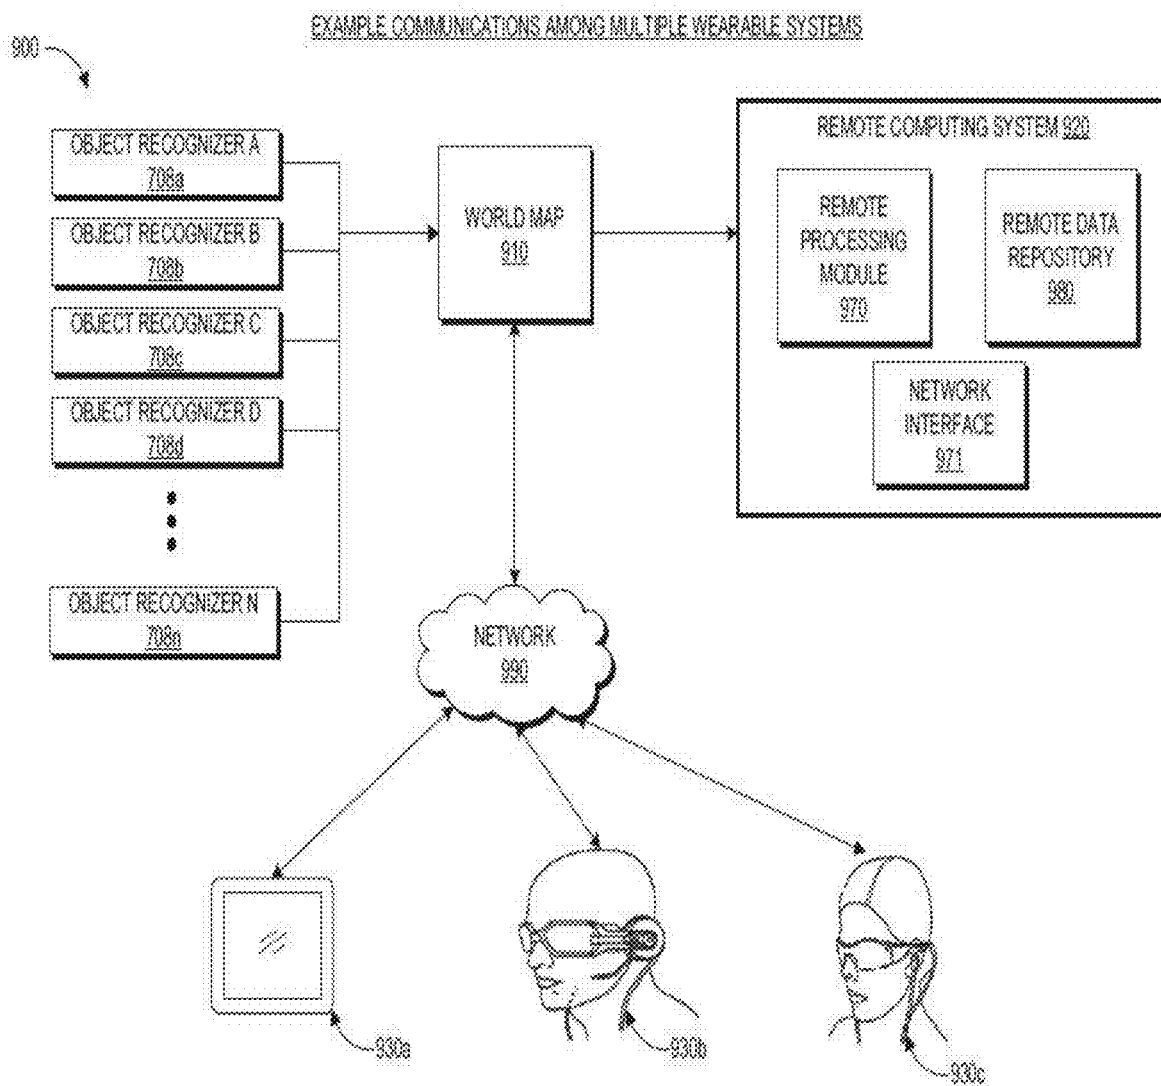 EXAMPLE COMMUNICATIONS AMONG MULTIPLE WEARABLE SYSTEMS
900
OBJECT RECOGNIZER A
708a
OBJECT RECOGNIZER B
708b
OBJECT RECOGNIZER C
708c
OBJECT RECOGNIZER D
708d
OBJECT RECOGNIZER N
708n
WORLD MAP
910
REMOTE COMPUTING SYSTEM 920
REMOTE
PROCESSING
MODULE
970
REMOTE DATA
REPOSITORY
980
NETWORK
INTERFACE
971
NETWORK
990
930a
930b
930c